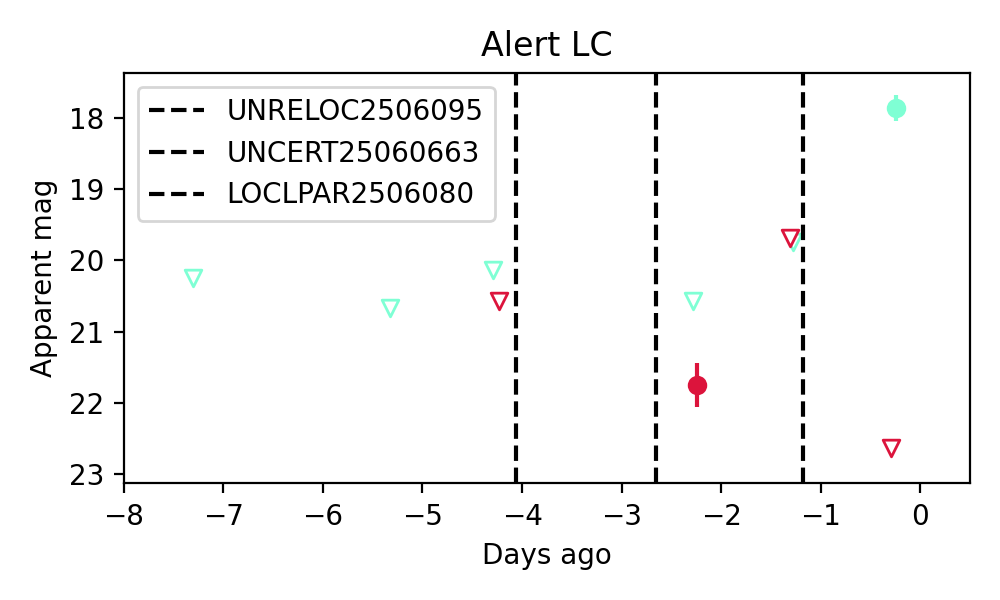 Alert LC
UNRELOC2506095
UNCERT25060663
LOCLPAR2506080
Apparent mag
18
19
20
21
22
23
−8 −7 −6 −5 −4 −3 −2 −1 0
Days ago